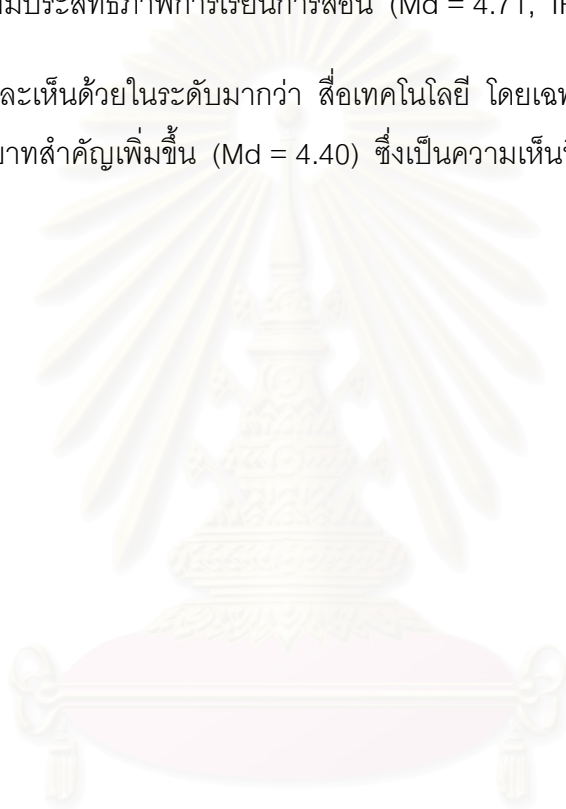 มประสิทธิภาพการเรียนการสอน (Md = 4.71,
ละเห็นด้วยในระดับมากว่า สื่อเทคโนโลยี โดยเฉพ
บาทสำคัญเพิ่มขึ้น (Md = 4.40) ซึ่งเป็นความเห็น